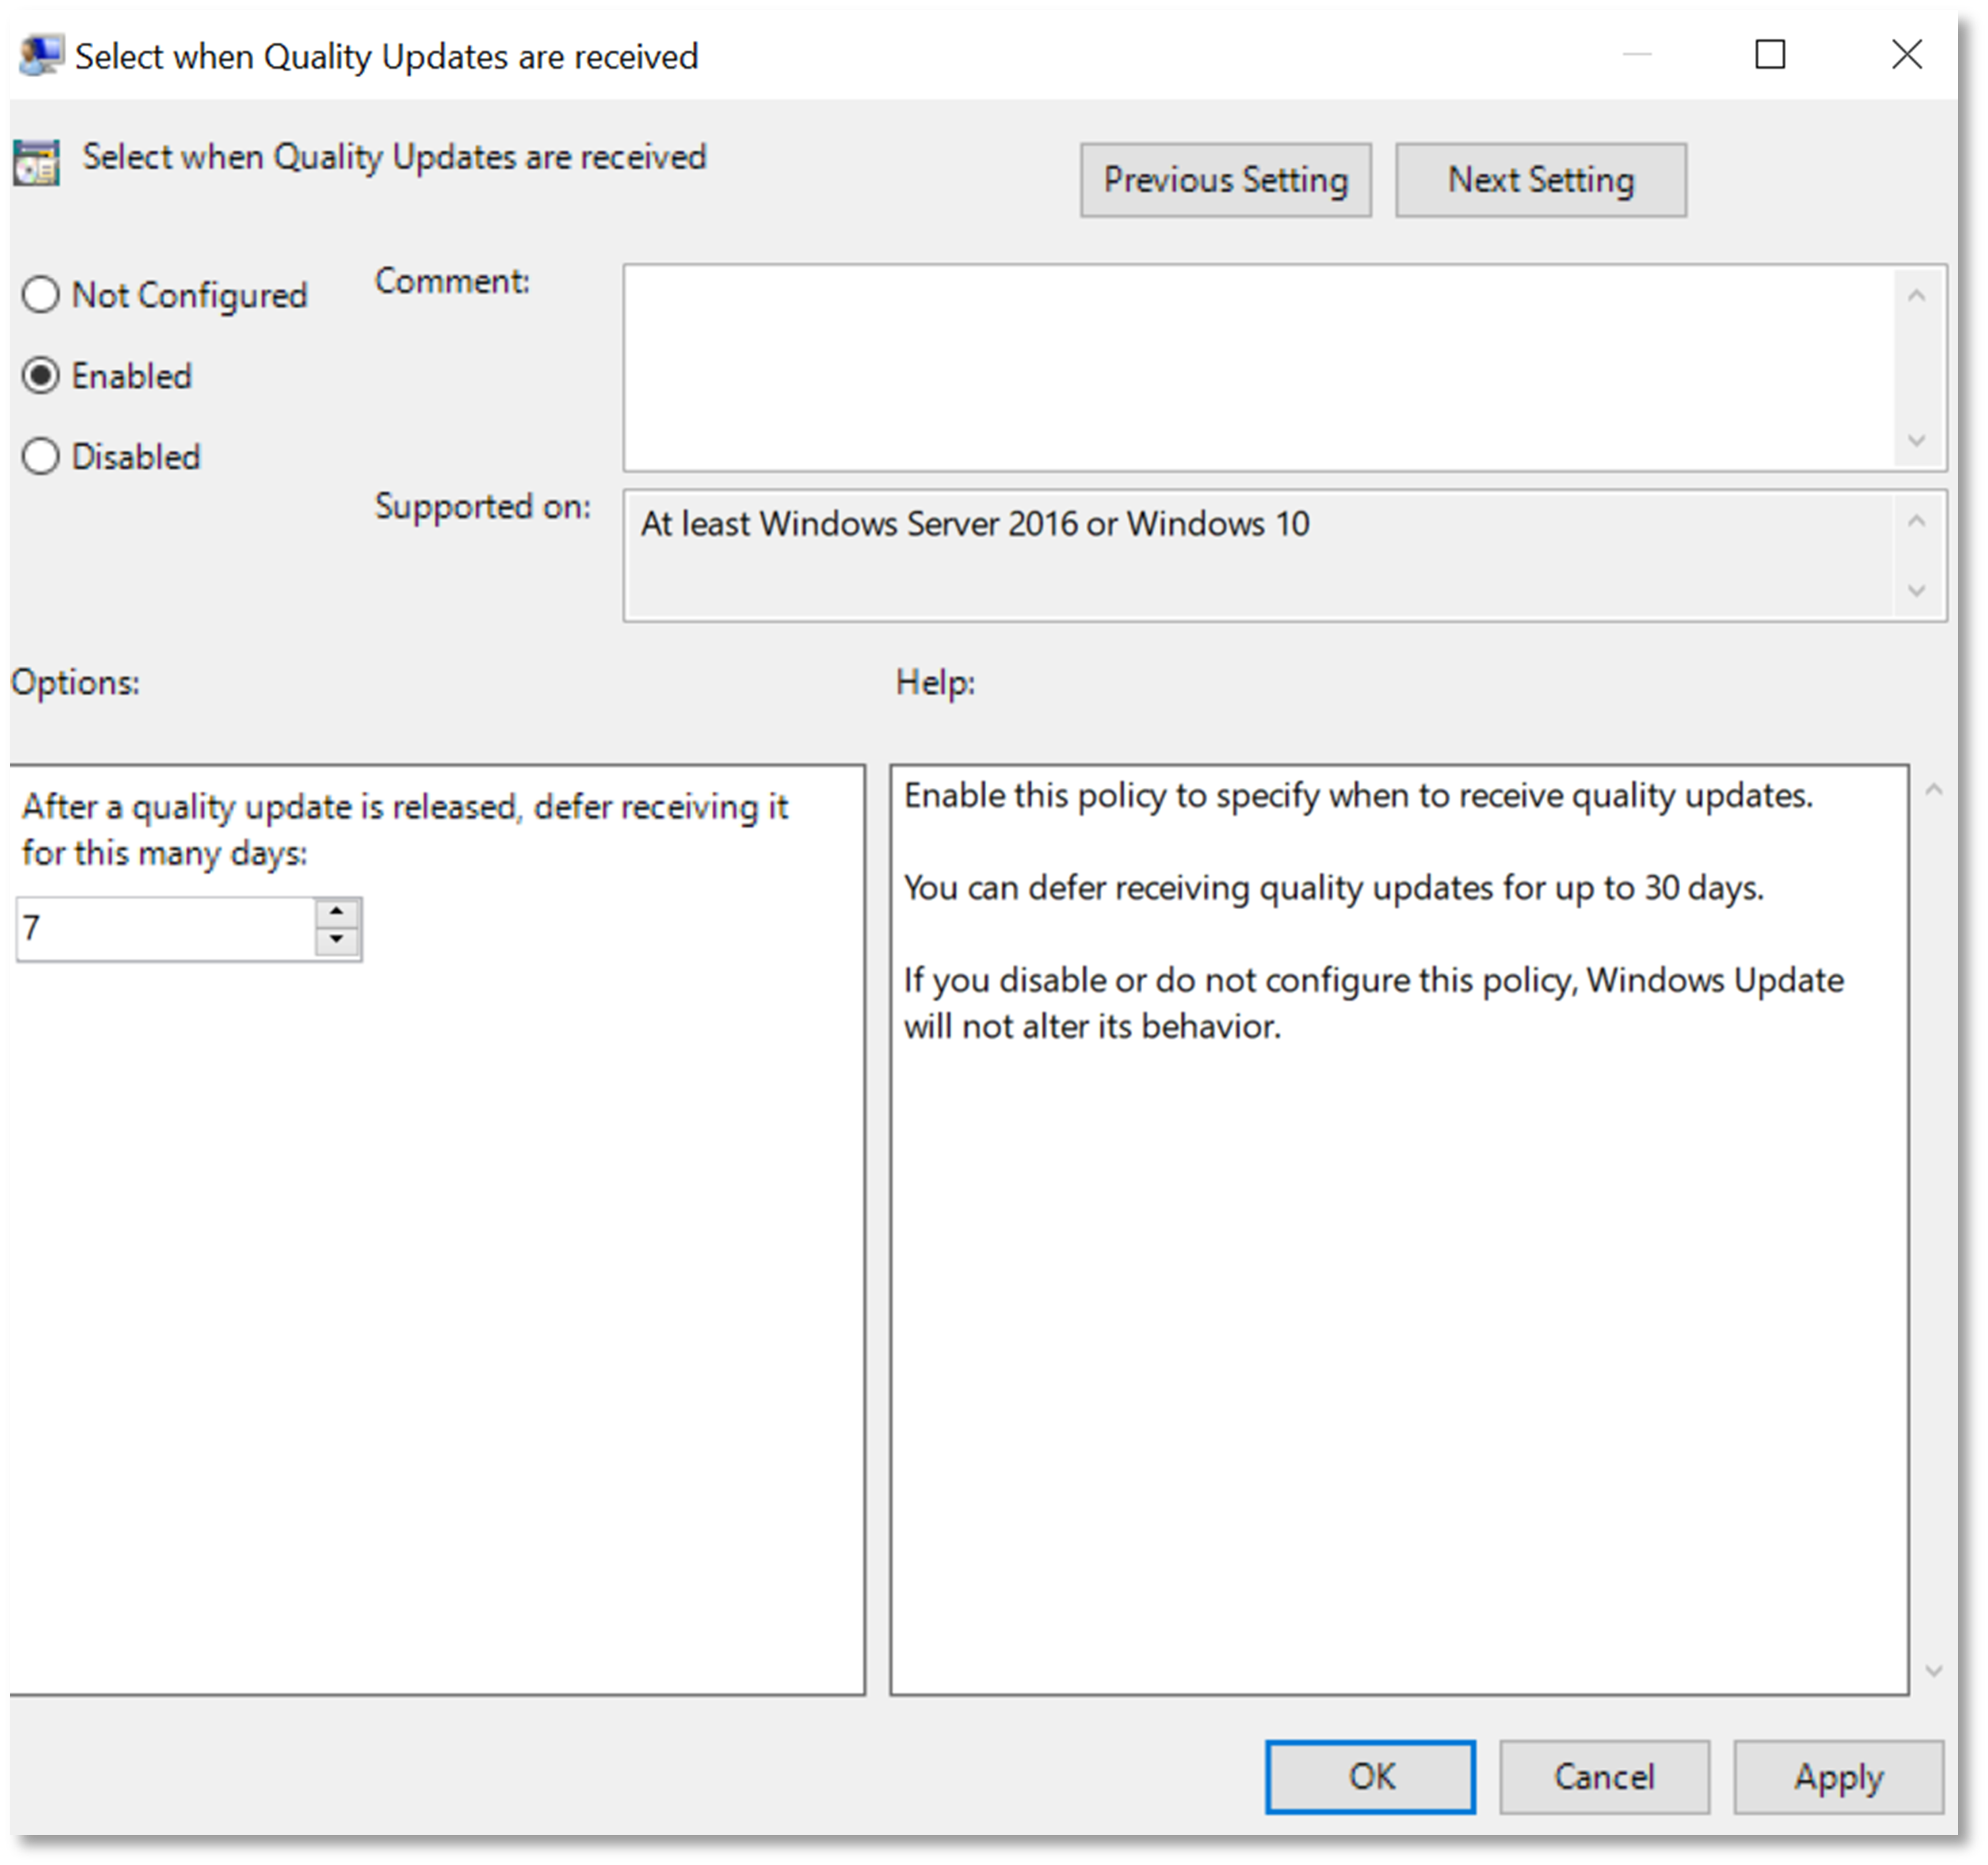 Select when Quality Updates are received
Select when Quality Updates are received
Previous Setting
Next Setting
Not Configured
Enabled
Disabled
Comment:
Supported on:
At least Windows Server 2016 or Windows 10
Options:
Help:
After a quality update is released, defer receiving it
for this many days:
7
Enable this policy to specify when to receive quality updates.
You can defer receiving quality updates for up to 30 days.
If you disable or do not configure this policy, Windows Update
will not alter its behavior.
OK
Cancel
Apply